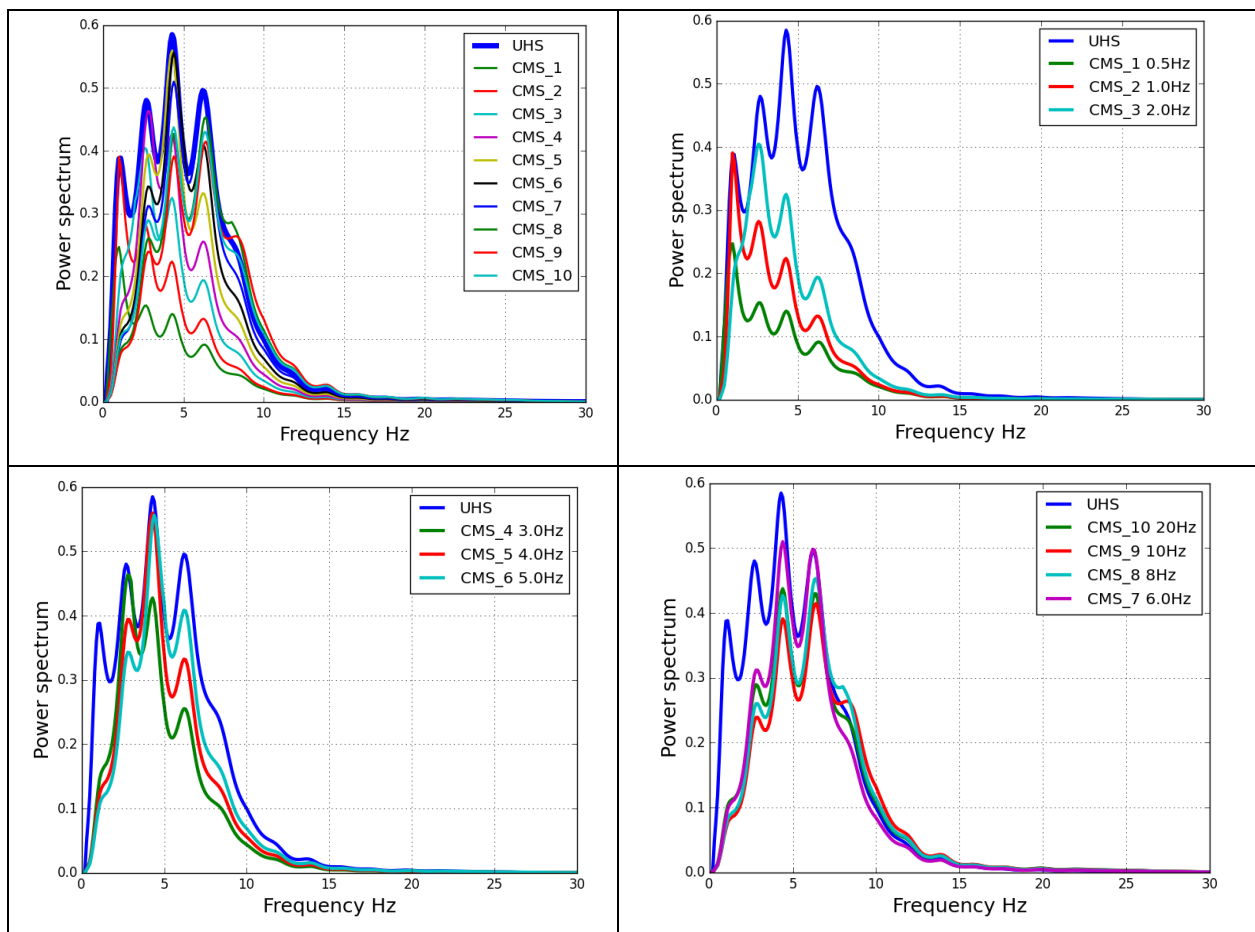 0.6
0.5
0.4
0.3
0.2
0.1
0.0
Power spectrum
UHS
CMS_1
CMS_2
CMS_3
CMS_4
CMS_5
CMS_6
CMS_7
CMS_8
CMS_9
CMS_10
0 5 10 15 20 25 30
Frequency Hz
0.6
0.5
0.4
0.3
0.2
0.1
0.0
Power spectrum
UHS
CMS_1 0.5Hz
CMS_2 1.0Hz
CMS_3 2.0Hz
0 5 10 15 20 25 30
Frequency Hz
0.6
0.5
0.4
0.3
0.2
0.1
0.0
Power spectrum
UHS
CMS_4 3.0Hz
CMS_5 4.0Hz
CMS_6 5.0Hz
0 5 10 15 20 25 30
Frequency Hz
0.6
0.5
0.4
0.3
0.2
0.1
0.0
Power spectrum
UHS
CMS_10 20Hz
CMS_9 10Hz
CMS_8 8Hz
CMS_7 6.0Hz
0 5 10 15 20 25 30
Frequency Hz